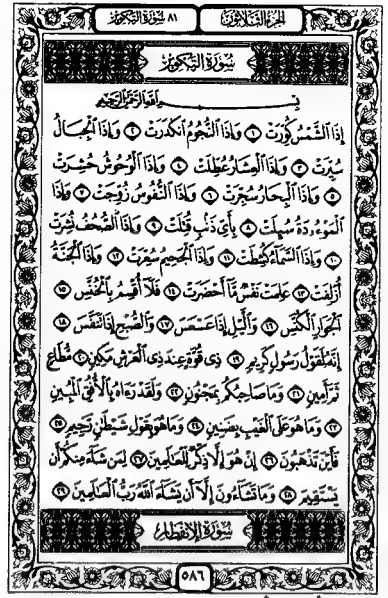 الجزء الثلاثون ٨١ سورة التكوير
سورة التكوير
بسم الله الرحمن الرحيم
إِذَا الشَّمْسُ كُوِّرَتْ ١ وَإِذَا النُّجُومُ انكَدَرَتْ ٢ وَإِذَا الْجِبَالُ
سُيِّرَتْ ٣ وَإِذَا الْعِشَارُ عُطِّلَتْ ٤ وَإِذَا الْوُحُوشُ حُشِرَتْ
٥ وَإِذَا الْبِحَارُ سُجِّرَتْ ٦ وَإِذَا النُّفُوسُ زُوِّجَتْ ٧ وَإِذَا
الْمَوْءُودَةُ سُئِلَتْ ٨ بِأَيِّ ذَنبٍ قُتِلَتْ ٩ وَإِذَا الصُّحُفُ نُشِرَتْ
١٠ وَإِذَا السَّمَاءُ كُشِطَتْ ١١ وَإِذَا الْجَحِيمُ سُعِّرَتْ ١٢ وَإِذَا الْجَنَّةُ
أُزْلِفَتْ ١٣ عَلِمَتْ نَفْسٌ مَّا أَحْضَرَتْ ١٤ فَلَا أُقْسِمُ بِالْخُنَّسِ ١٥
الْجَوَارِ الْكُنَّسِ ١٦ وَاللَّيْلِ إِذَا عَسْعَسَ ١٧ وَالصُّبْحِ إِذَا تَنَفَّسَ ١٨
إِنَّهُ لَقَوْلُ رَسُولٍ كَرِيمٍ ١٩ ذِي قُوَّةٍ عِندَ ذِي الْعَرْشِ مَكِينٍ ٢٠ مُّطَاعٍ
ثَمَّ أَمِينٍ ٢١ وَمَا صَاحِبُكُم بِمَجْنُونٍ ٢٢ وَلَقَدْ رَءَاهُ بِالْأُفُقِ الْمُبِينِ
٢٣ وَمَا هُوَ عَلَى الْغَيْبِ بِضَنِينٍ ٢٤ وَمَا هُوَ بِقَوْلِ شَيْطَانٍ رَّجِيمٍ ٢٥
فَأَيْنَ تَذْهَبُونَ ٢٦ إِنْ هُوَ إِلَّا ذِكْرٌ لِّلْعَالَمِينَ ٢٧ لِمَن شَاءَ مِنكُمْ أَن
يَسْتَقِيمَ ٢٨ وَمَا تَشَاءُونَ إِلَّا أَن يَشَاءَ اللَّهُ رَبُّ الْعَالَمِينَ ٢٩
سورة الانفطار
٥٨٦